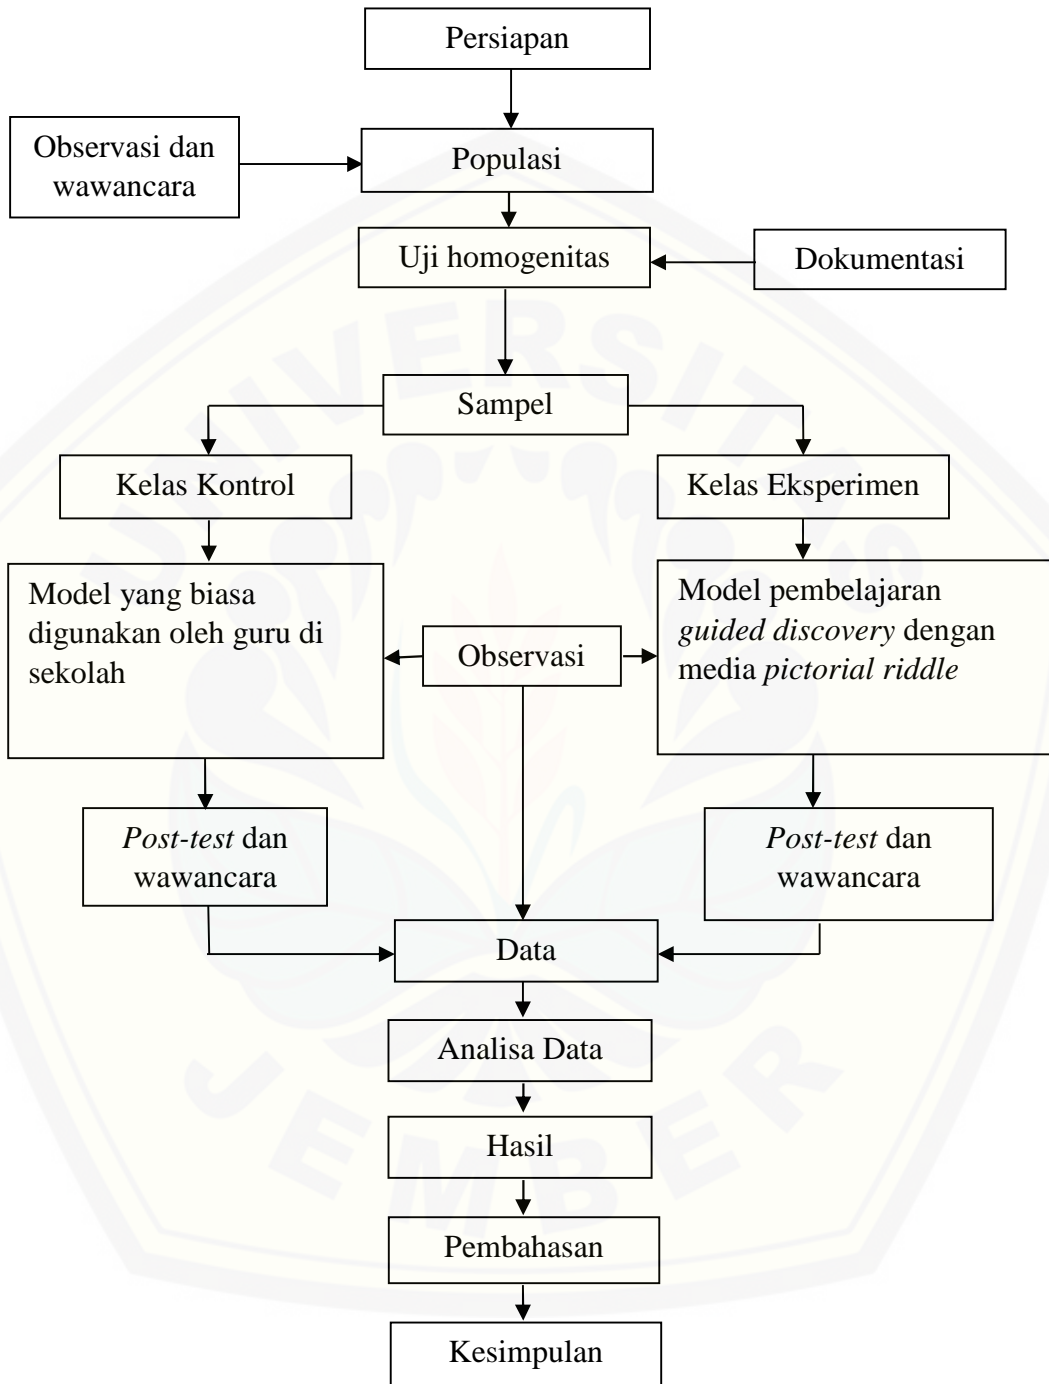 Persiapan
Observasi dan
wawancara
Populasi
Uji homogenitas
Dokumentasi
Sampel
Kelas Kontrol
Kelas Eksperimen
Model yang biasa
digunakan oleh guru di
sekolah
Observasi
Model pembelajaran
guided discovery dengan
media pictorial riddle
Post-test dan
wawancara
Post-test dan
wawancara
Data
Analisa Data
Hasil
Pembahasan
Kesimpulan
UNIVERSITAS
JEMBER